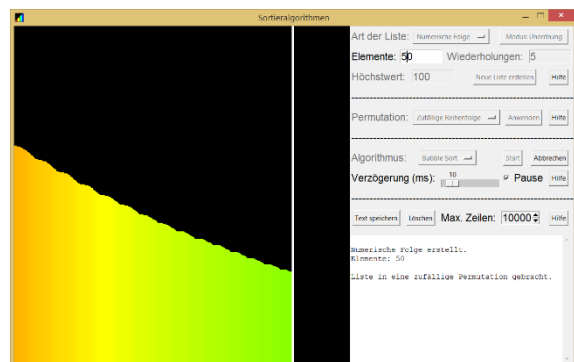 Sortieralgorithmen
Art der Liste: Numerische Folge Modus: Unordnung
Elemente: 50 Wiederholungen: 5
Höchstwert: 100 Neue Liste erstellen Hilfe
Permutation: Zufällige Reihenfolge Anwenden Hilfe
Algorithmus: Bubble Sort Start Abbrechen
10
Verzögerung (ms): Pause Hilfe
Text speichern Löschen Max. Zeilen: 10000 Hilfe
Numerische Folge erstellt.
Elemente: 50
Liste in eine zufällige Permutation gebracht.